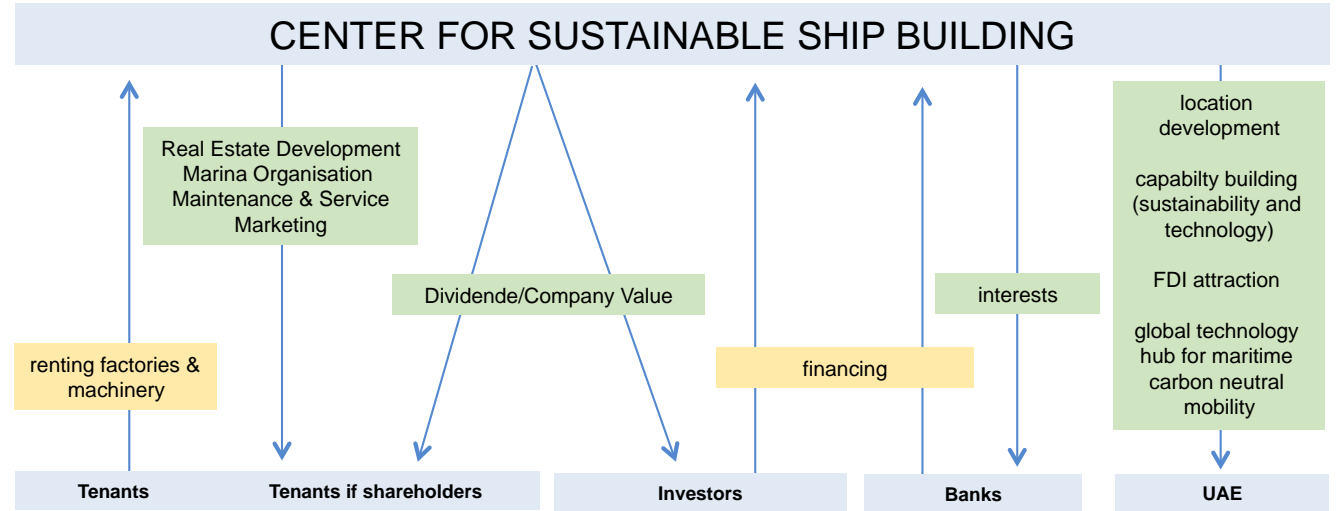 CENTER FOR SUSTAINABLE SHIP BUILDING
Real Estate Development
Marina Organisation
Maintenance & Service
Marketing
location
development
capabilty building
(sustainability and
technology)
FDI attraction
global technology
hub for maritime
carbon neutral
mobility
Dividende/Company Value
interests
renting factories &
machinery
financing
Tenants
Tenants if shareholders
Investors
Banks
UAE